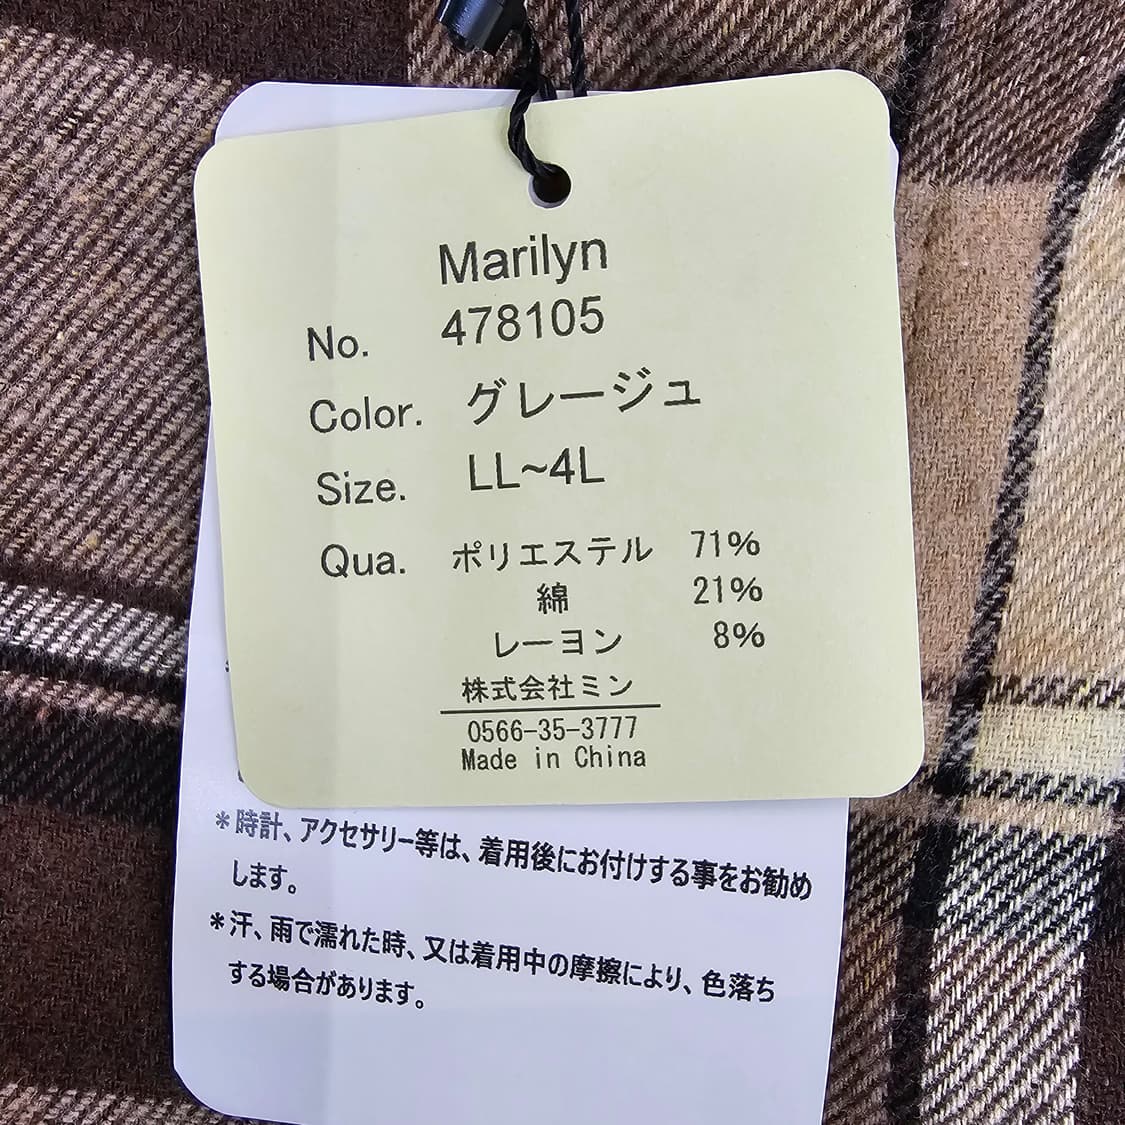 Marilyn
No. 478105
Color. グレージュ
Size. LL~4L
Qua. ポリエステル 71%
綿 21%
レーヨン 8%
株式会社ミン
0566-35-3777
Made in China
*時計、アクセサリー等は、着用後にお付けする事をお勧め
します。
*汗、雨で濡れた時、又は着用中の摩擦により、色落ち
する場合があります。